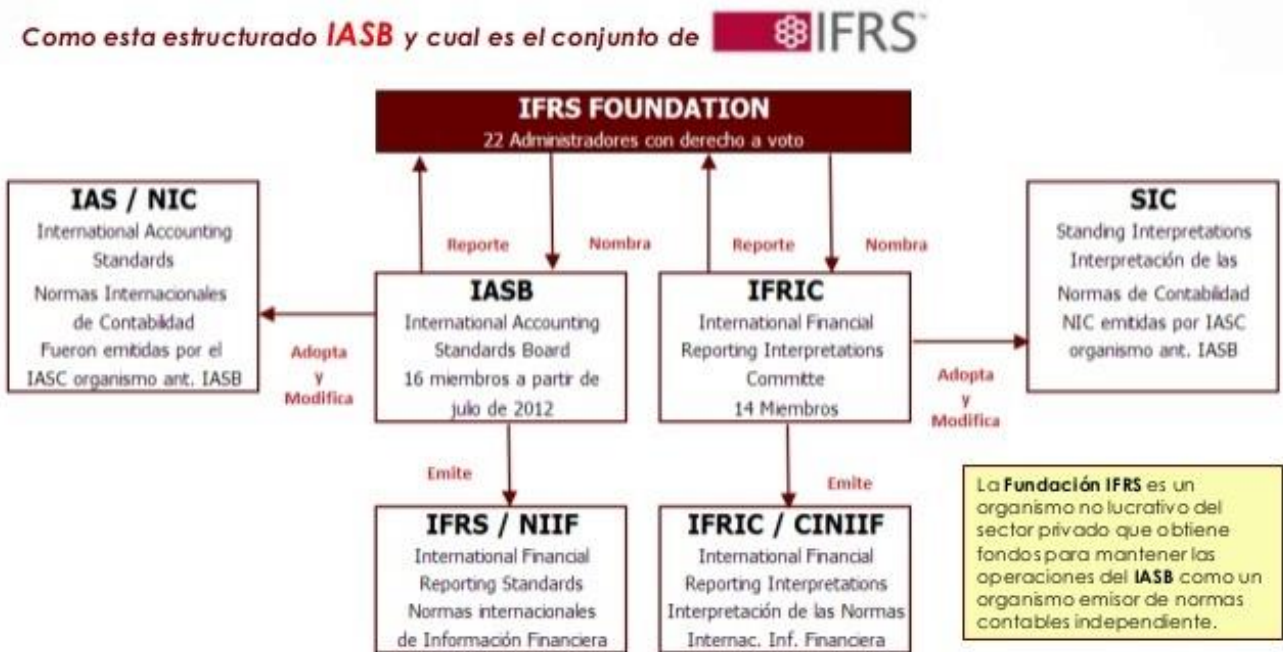 Como esta estructurado IASB y cual es el conjunto de IFRS
IFRS FOUNDATION
22 Administradores con derecho a voto
IAS / NIC
International Accounting
Standards
Normas Internacionales
de Contabilidad
Fueron emitidas por el
IASC organismo ant. IASB
Reporte
Nombra
Reporte
Nombra
SIC
Standing Interpretations
Interpretación de las
Normas de Contabilidad
NIC emitidas por IASC
organismo ant. IASB
IASB
International Accounting
Standards Board
16 miembros a partir de
julio de 2012
IFRIC
International Financial
Reporting Interpretations
Committe
14 Miembros
Adopta
y
Modifica
Adopta
y
Modifica
Emite
Emite
IFRS / NIIF
International Financial
Reporting Standards
Normas internacionales
de Información Financiera
IFRIC / CINIIF
International Financial
Reporting Interpretations
Interpretación de las Normas
Internac. Inf. Financiera
La Fundación IFRS es un
organismo no lucrativo del
sector privado que obtiene
fondos para mantener las
operaciones del IASB como un
organismo emisor de normas
contables independiente.